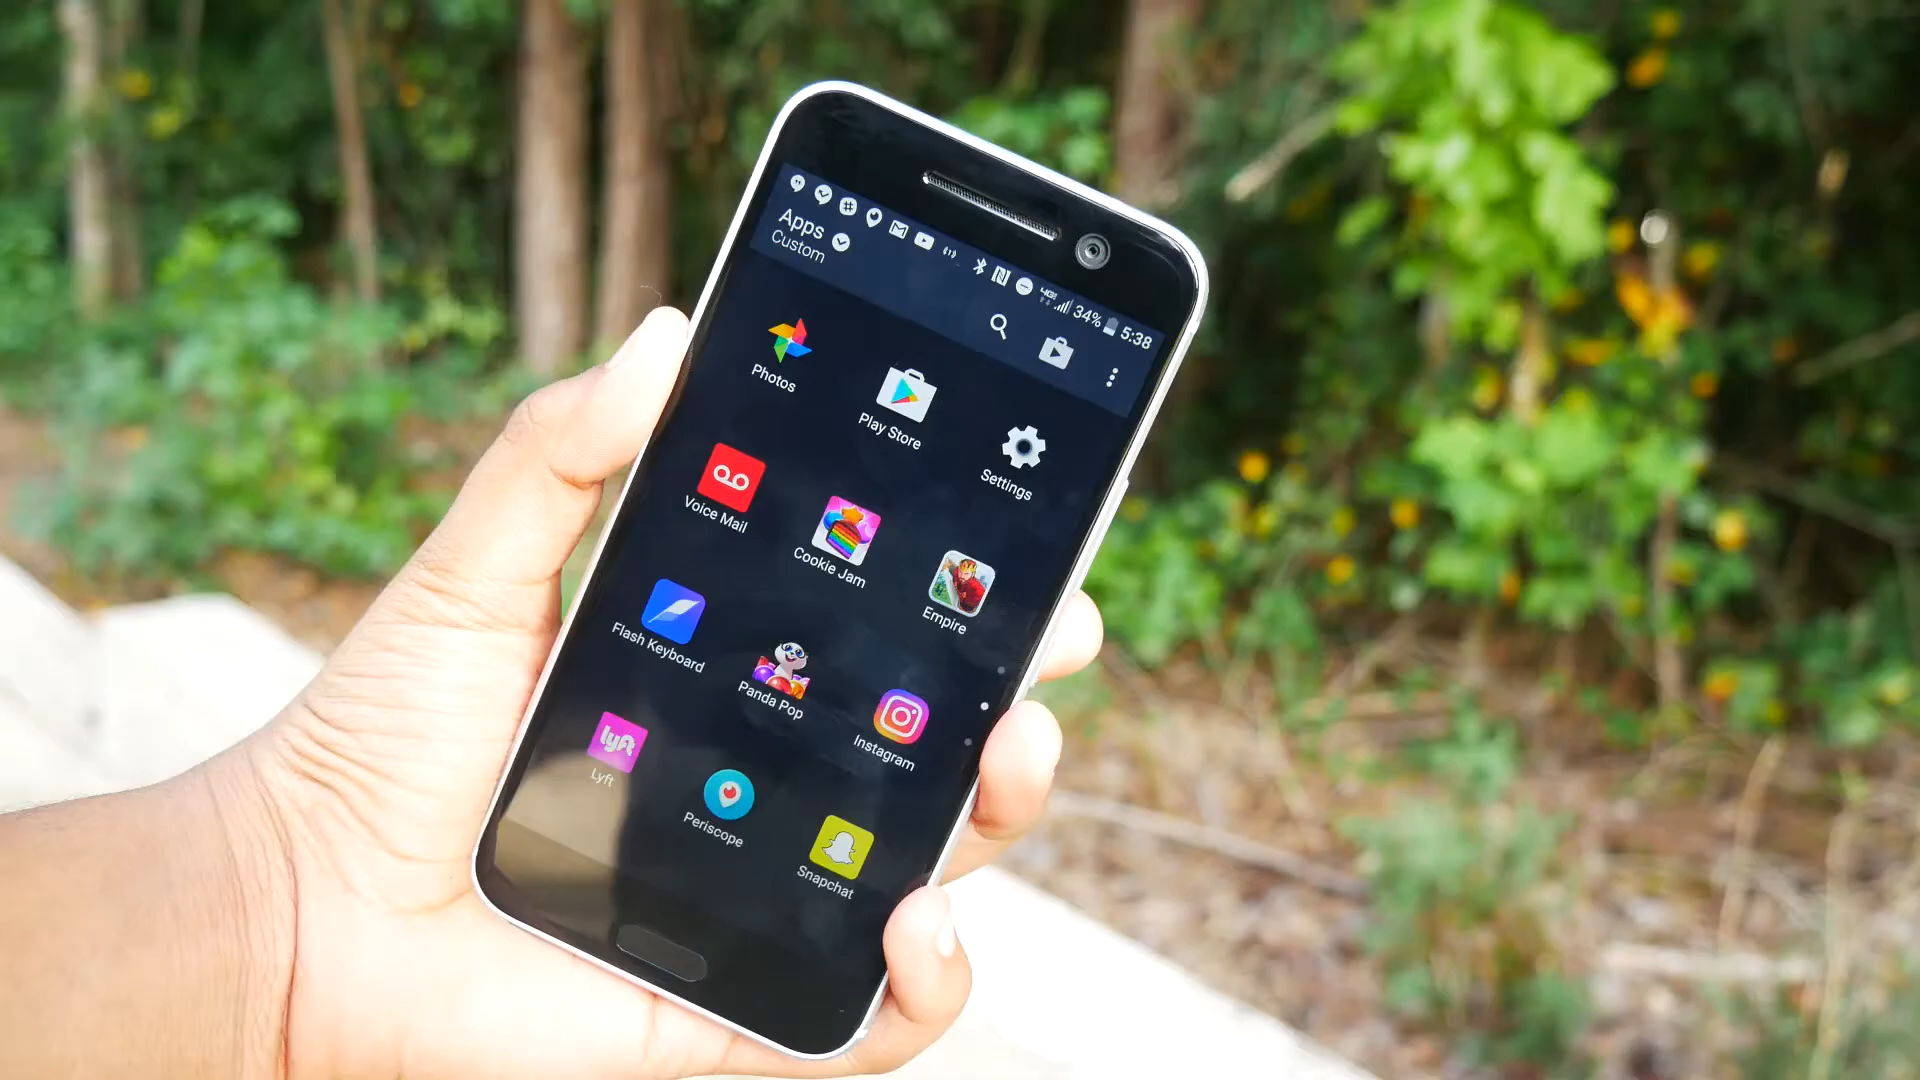 4G
34%
5:38
Apps
Custom
Photos
Play Store
Settings
Voice Mail
Cookie Jam
Empire
Flash Keyboard
Panda Pop
Instagram
lyft
Lyft
Periscope
Snapchat